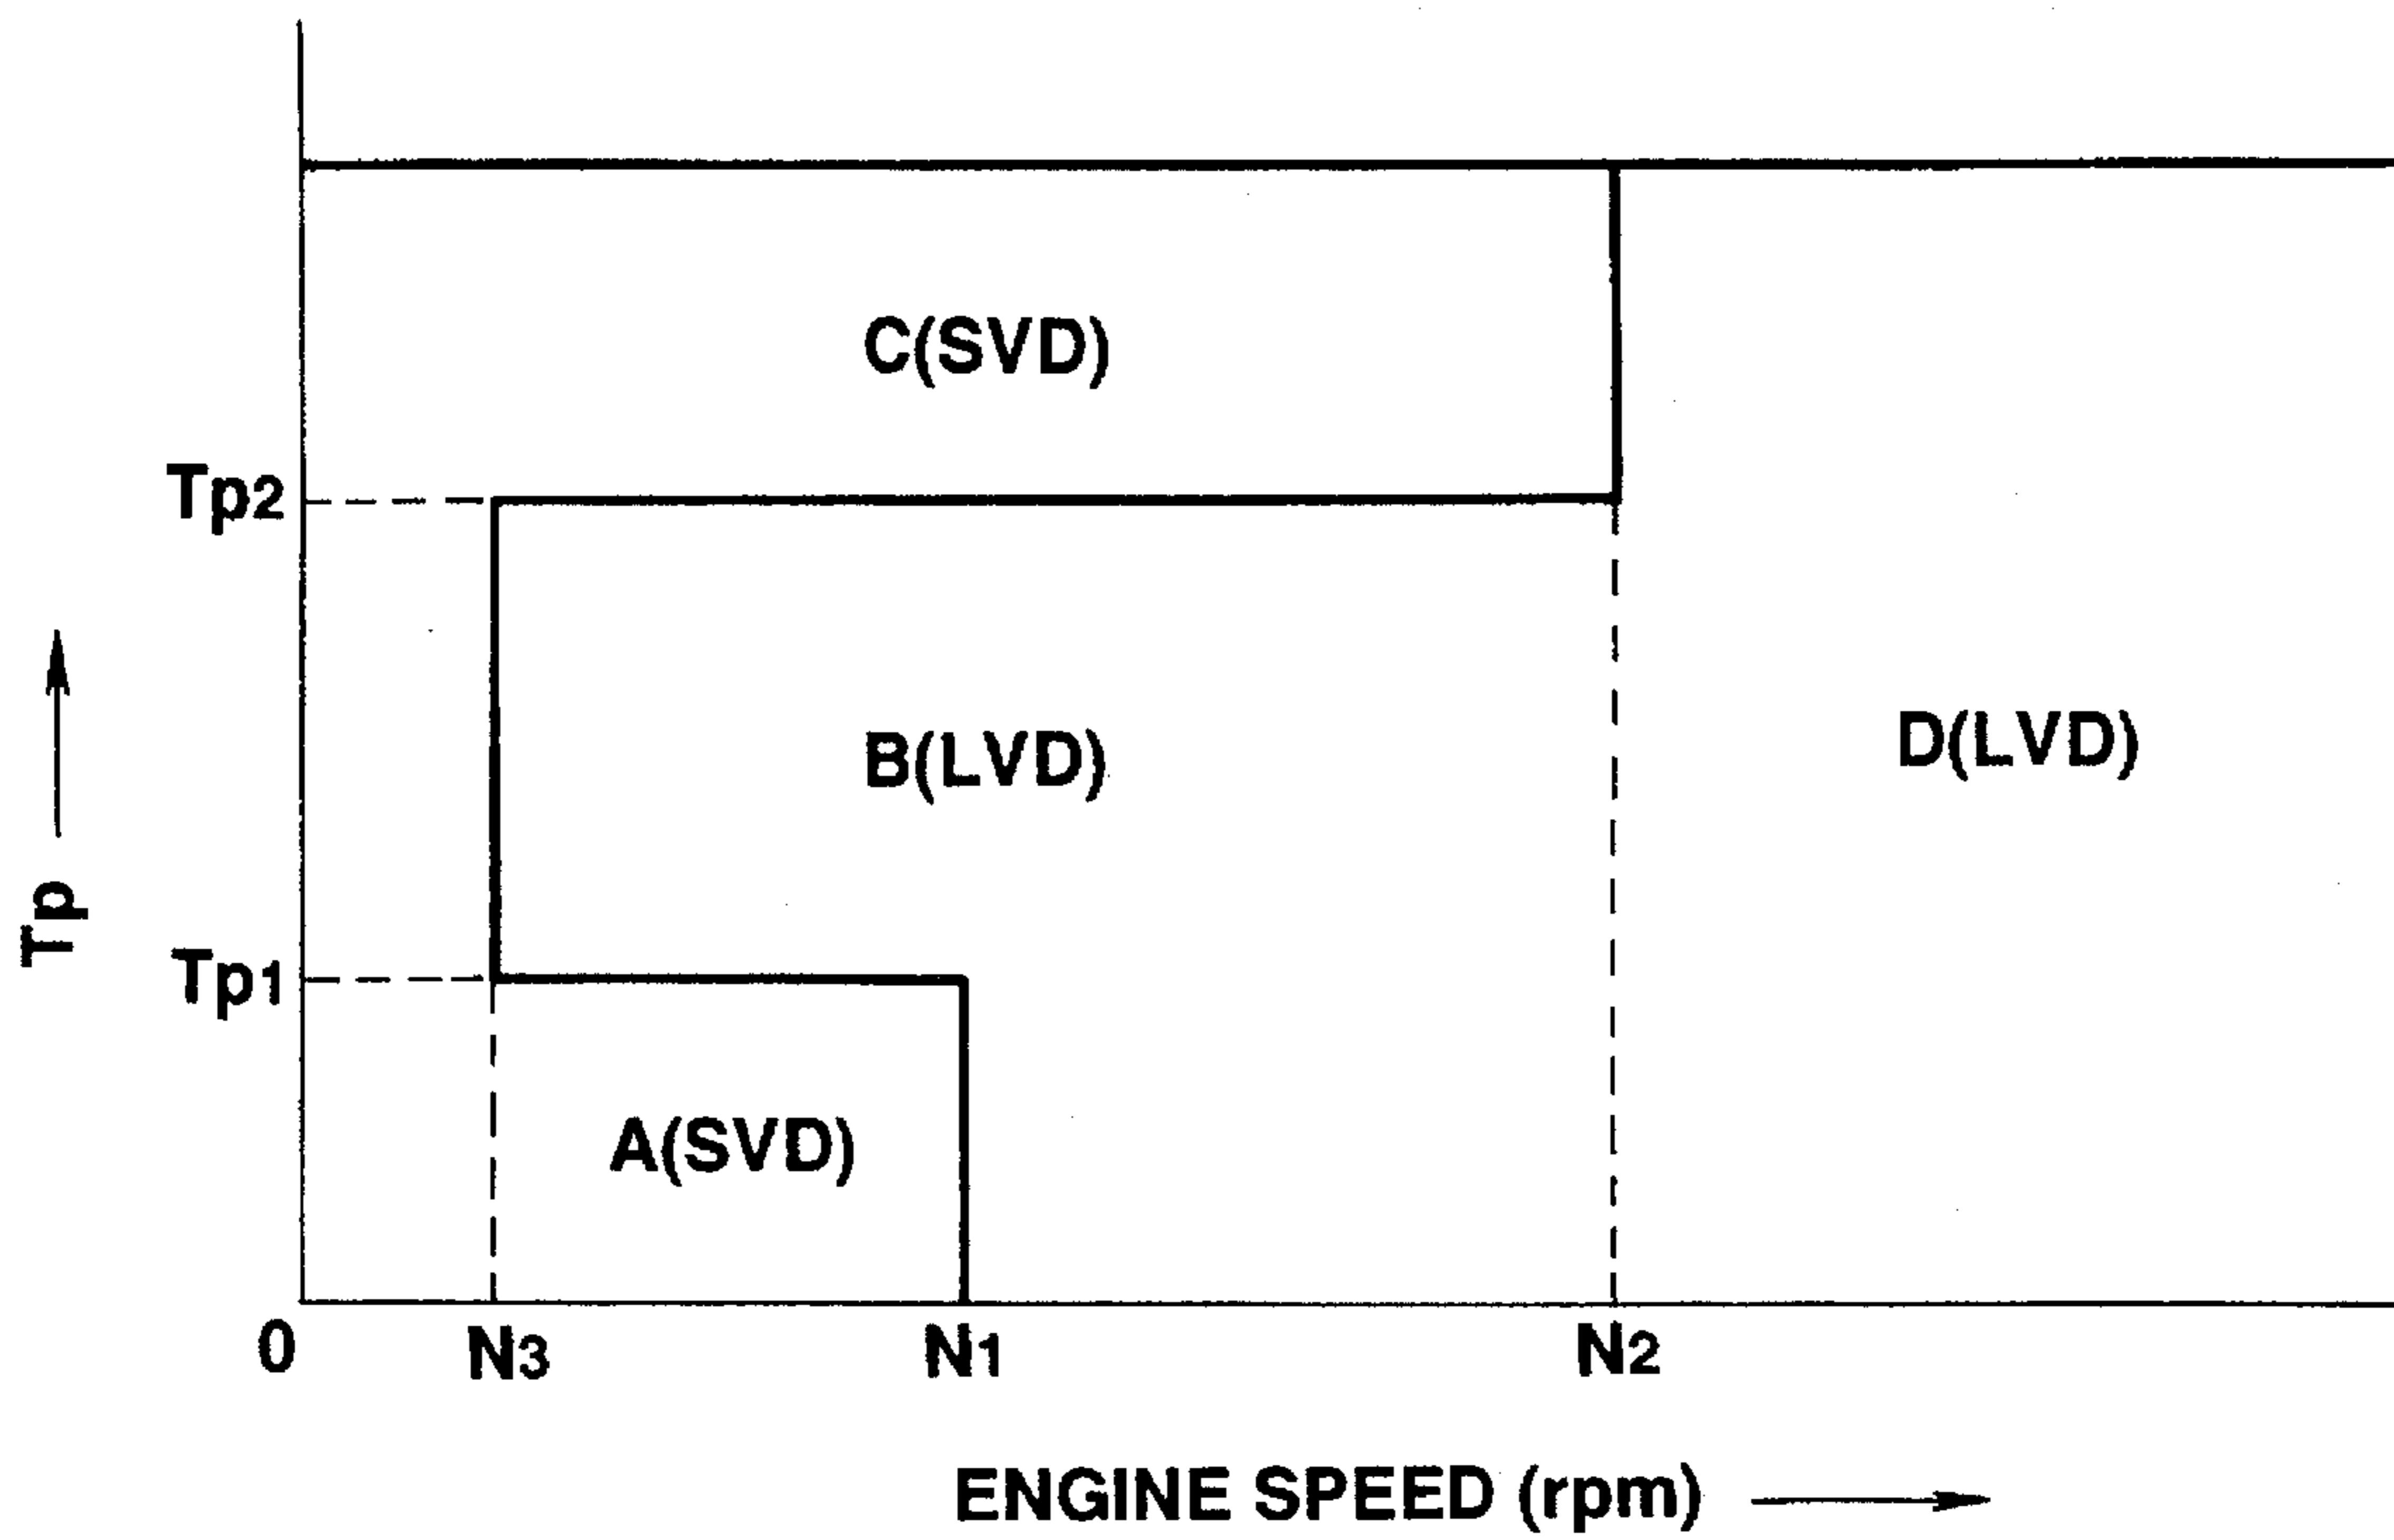 C(SVD)
Tp2
B(LVD)
D(LVD)
Tp
Tp1
A(SVD)
0
N3
N1
N2
ENGINE SPEED (rpm)